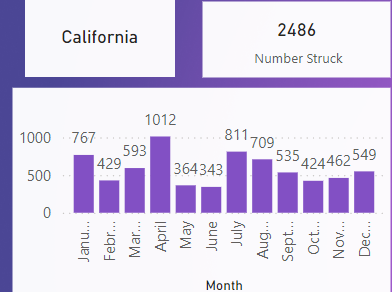 California
2486
Number Struck
1012
767
811
709
593
535
549
429
364
343
424
462
1000
500
0
Janu...
Febr...
Mar...
April
May
June
July
Aug...
Sept...
Oct...
Nov...
Dec...
Month